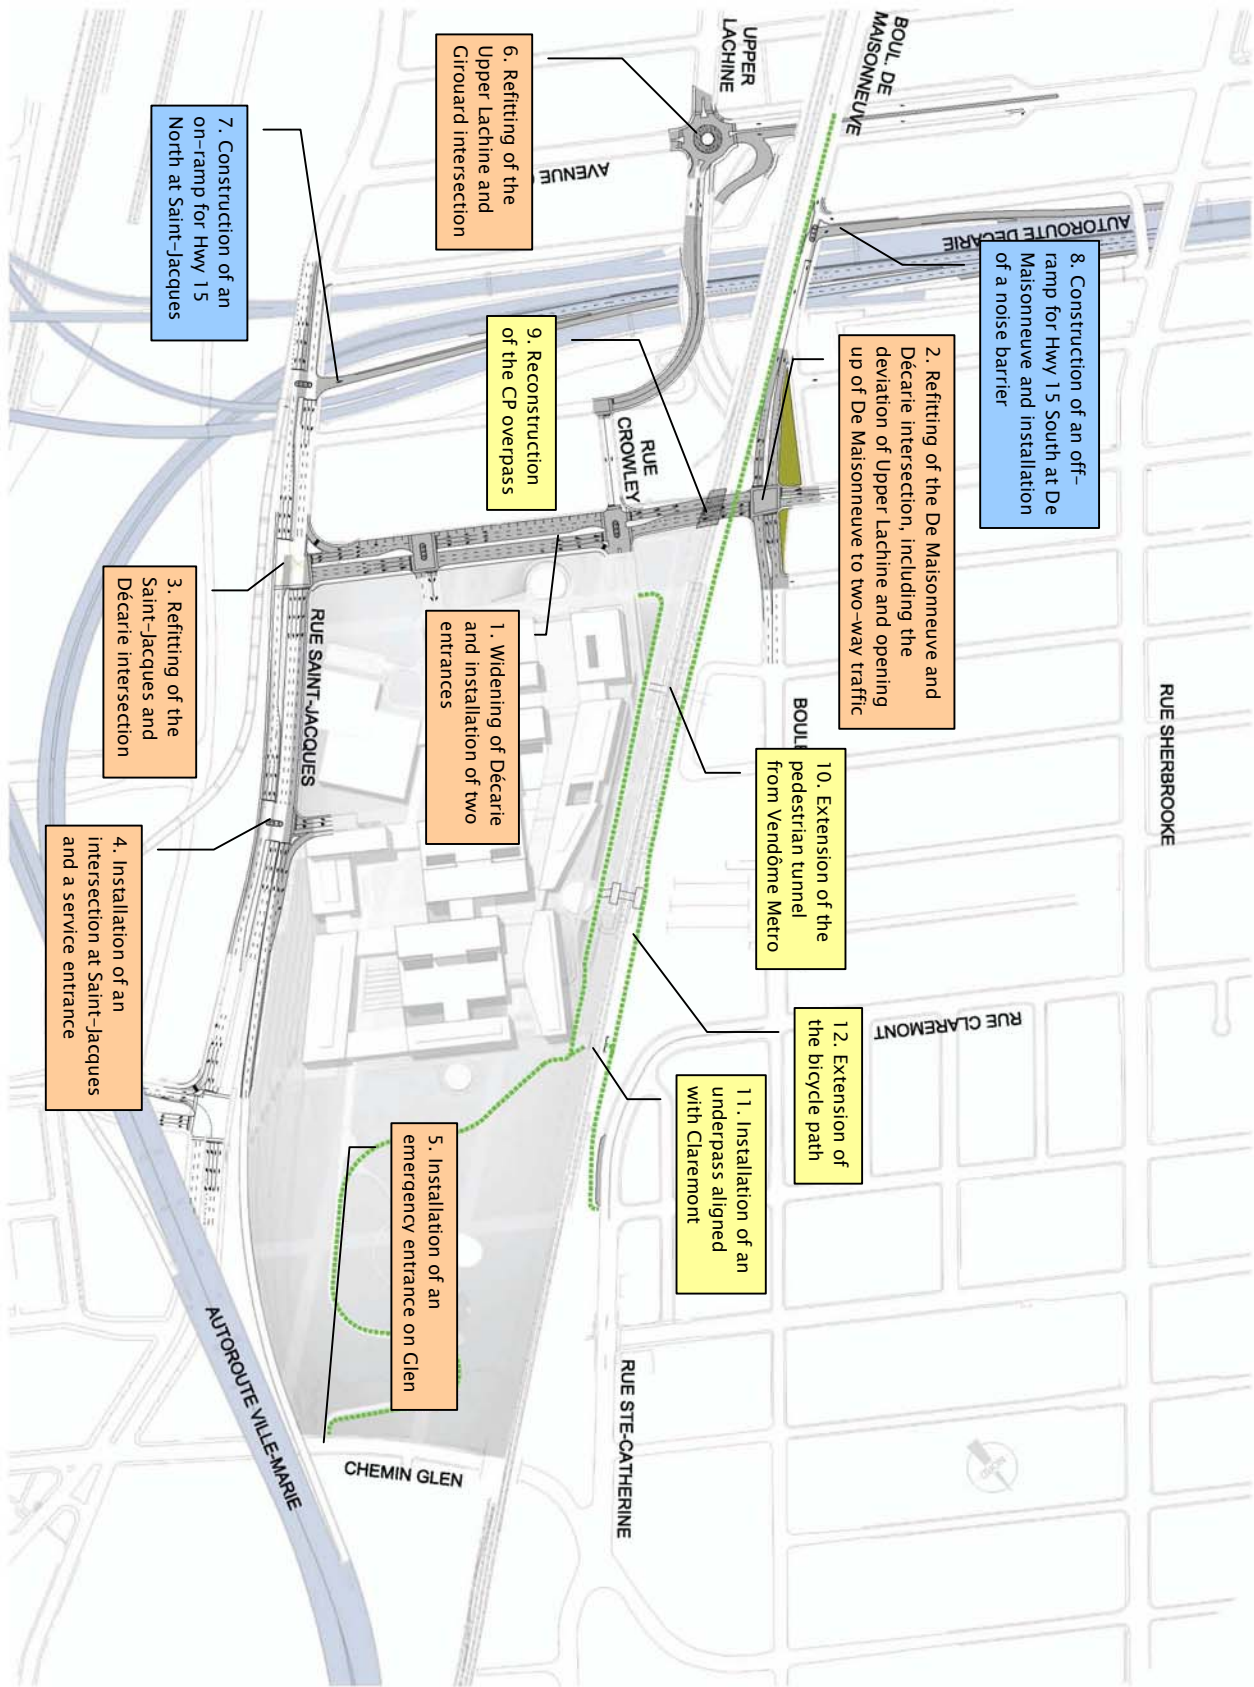 BOUL. DE
MAISONNEUVE
UPPER
LACHINE
6. Refitting of the
Upper Lachine and
Girouard intersection
7. Construction of an
on-ramp for Hwy 15
North at Saint-Jacques
AVENUE
AUTOROUTE DÉCARIE
8. Construction of an off-
ramp for Hwy 15 South at De
Maisonneuve and installation
of a noise barrier
2. Refitting of the De Maisonneuve and
Décarie intersection, including the
deviation of Upper Lachine and opening
up of De Maisonneuve to two-way traffic
9. Reconstruction
of the CP overpass
RUE
CROWLEY
3. Refitting of the
Saint-Jacques and
Décarie intersection
RUE SAINT-JACQUES
1. Widening of Décarie
and installation of two
entrances
BOULE
RUE SHERBROOKE
10. Extension of the
pedestrian tunnel
from Vendôme Metro
4. Installation of an
intersection at Saint-Jacques
and a service entrance
RUE CLAREMONT
12. Extension of
the bicycle path
11. Installation of an
underpass aligned
with Claremont
5. Installation of an
emergency entrance on Glen
AUTOROUTE VILLE-MARIE
CHEMIN GLEN
RUE STE-CATHERINE